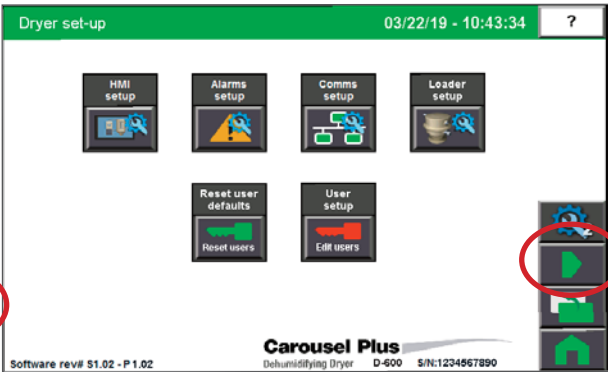 Dryer set-up
03/22/19 - 10:43:34
?
HMI
setup
Alarms
setup
Comms
setup
Loader
setup
Reset user
defaults
Reset users
User
setup
Edit users
2
Carousel Plus
Software rev# S1.02 - P 1.02
Dehumidifying Dryer D-600 S/N:1234567890